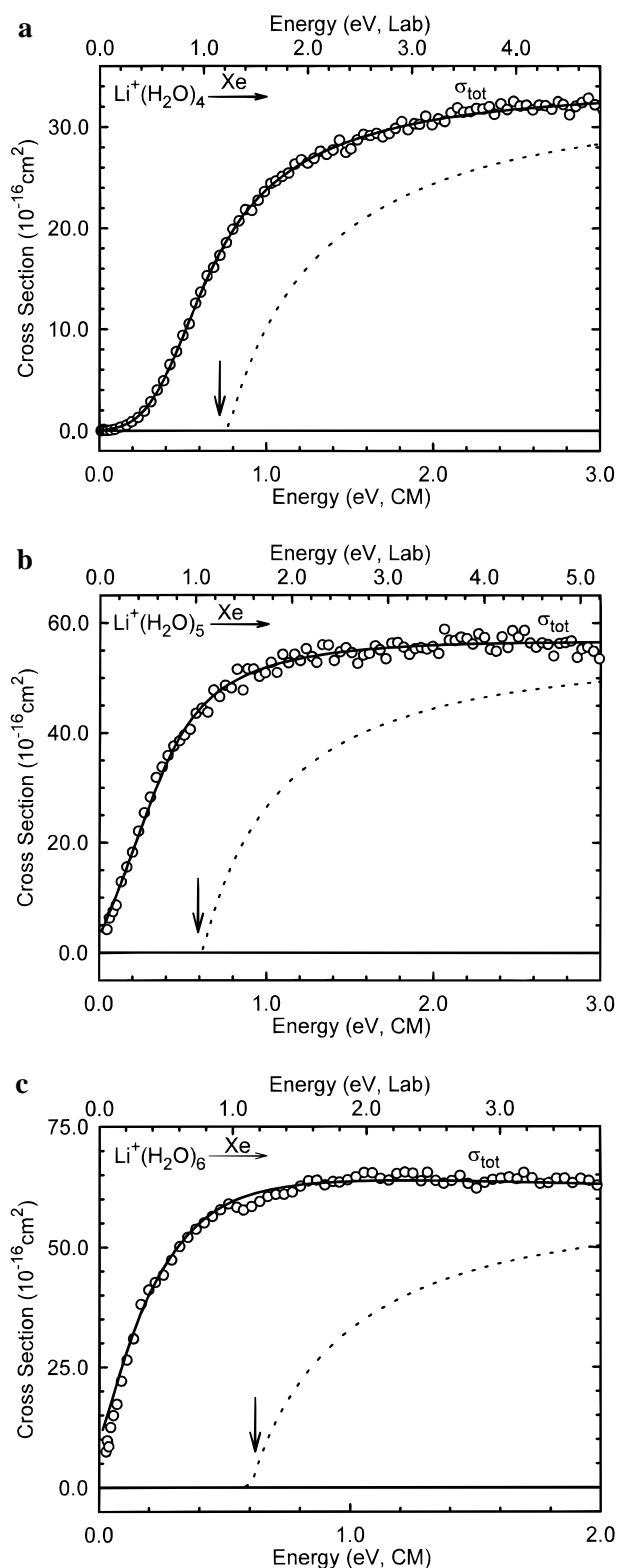 a
Energy (eV, Lab)
0.0 2.0 4.0
Li⁺(H₂O)₄ Xe
σtot
30.0
20.0
10.0
0.0
Cross Section (10⁻¹⁶cm²)
0.0 1.0 2.0 3.0
Energy (eV, CM)
b
Energy (eV, Lab)
0.0 1.0 2.0 3.0 4.0 5.0
Li⁺(H₂O)₅ Xe
σtot
60.0
40.0
20.0
0.0
Cross Section (10⁻¹⁶cm²)
0.0 1.0 2.0 3.0
Energy (eV, CM)
c
Energy (eV, Lab)
0.0 1.0 2.0 3.0
Li⁺(H₂O)₆ Xe
σtot
75.0
50.0
25.0
0.0
Cross Section (10⁻¹⁶cm²)
0.0 1.0 2.0
Energy (eV, CM)